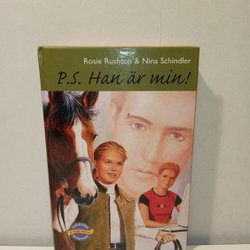 Rosie Rushton & Nina Schindler
P.S. Han är min!